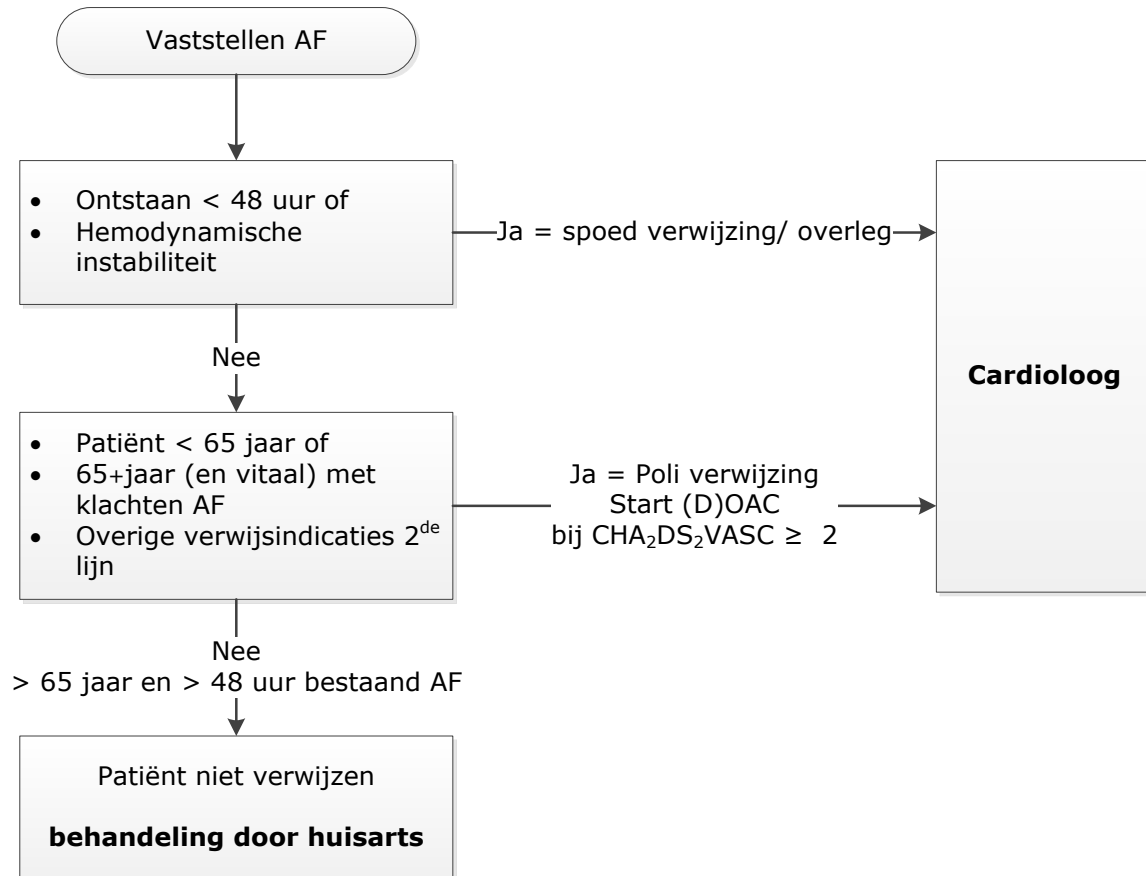 Vaststellen AF
• Ontstaan < 48 uur of
• Hemodynamische
instabiliteit
Ja = spoed verwijzing/ overleg
Cardioloog
Nee
• Patiënt < 65 jaar of
• 65+jaar (en vitaal) met
klachten AF
• Overige verwijsindicaties 2de
lijn
Ja = Poli verwijzing
Start (D)OAC
bij CHA₂DS₂VASC ≥ 2
Nee
> 65 jaar en > 48 uur bestaand AF
Patiënt niet verwijzen
behandeling door huisarts